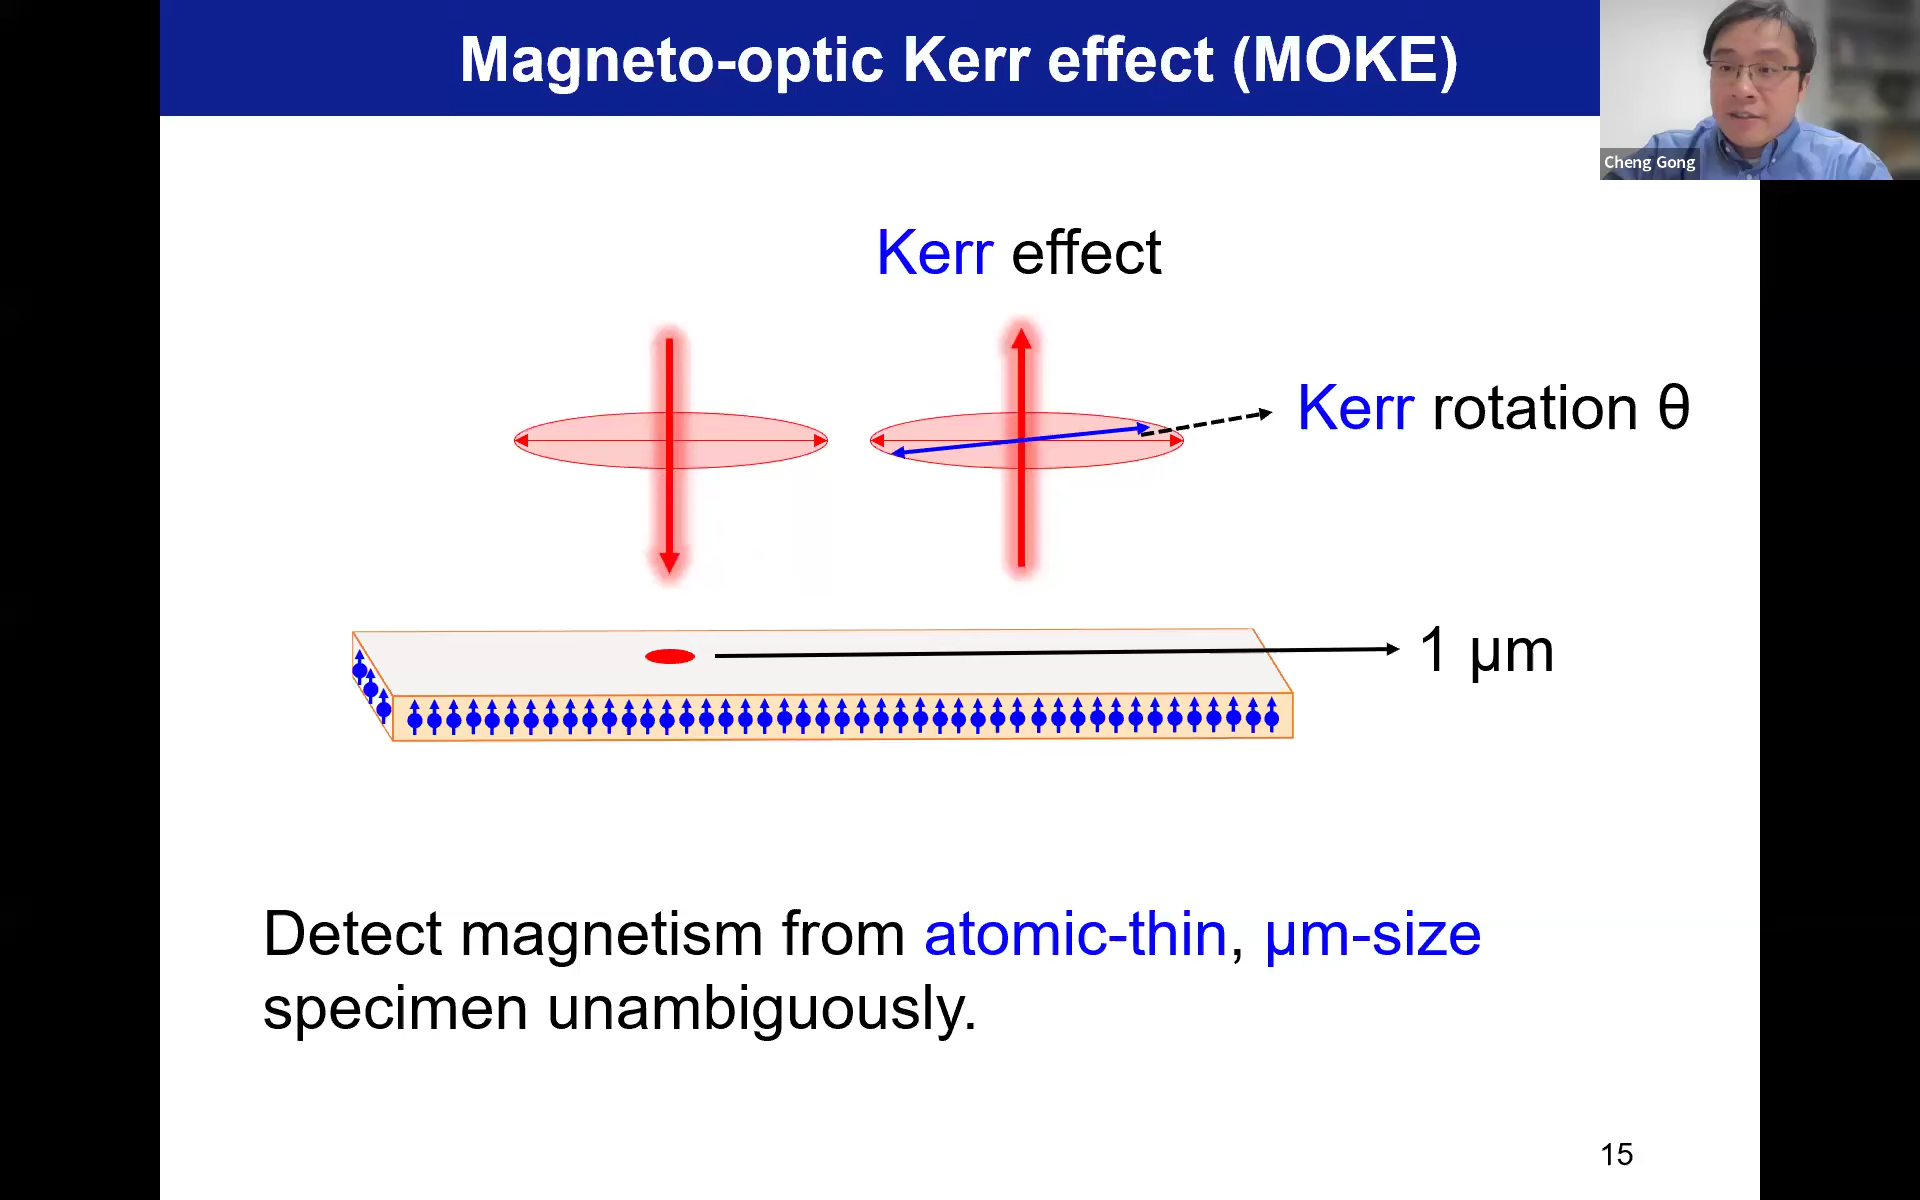 Magneto-optic Kerr effect (MOKE)
Cheng Gong
Kerr effect
Kerr rotation θ
1 μm
Detect magnetism from atomic-thin, μm-size
specimen unambiguously.
15